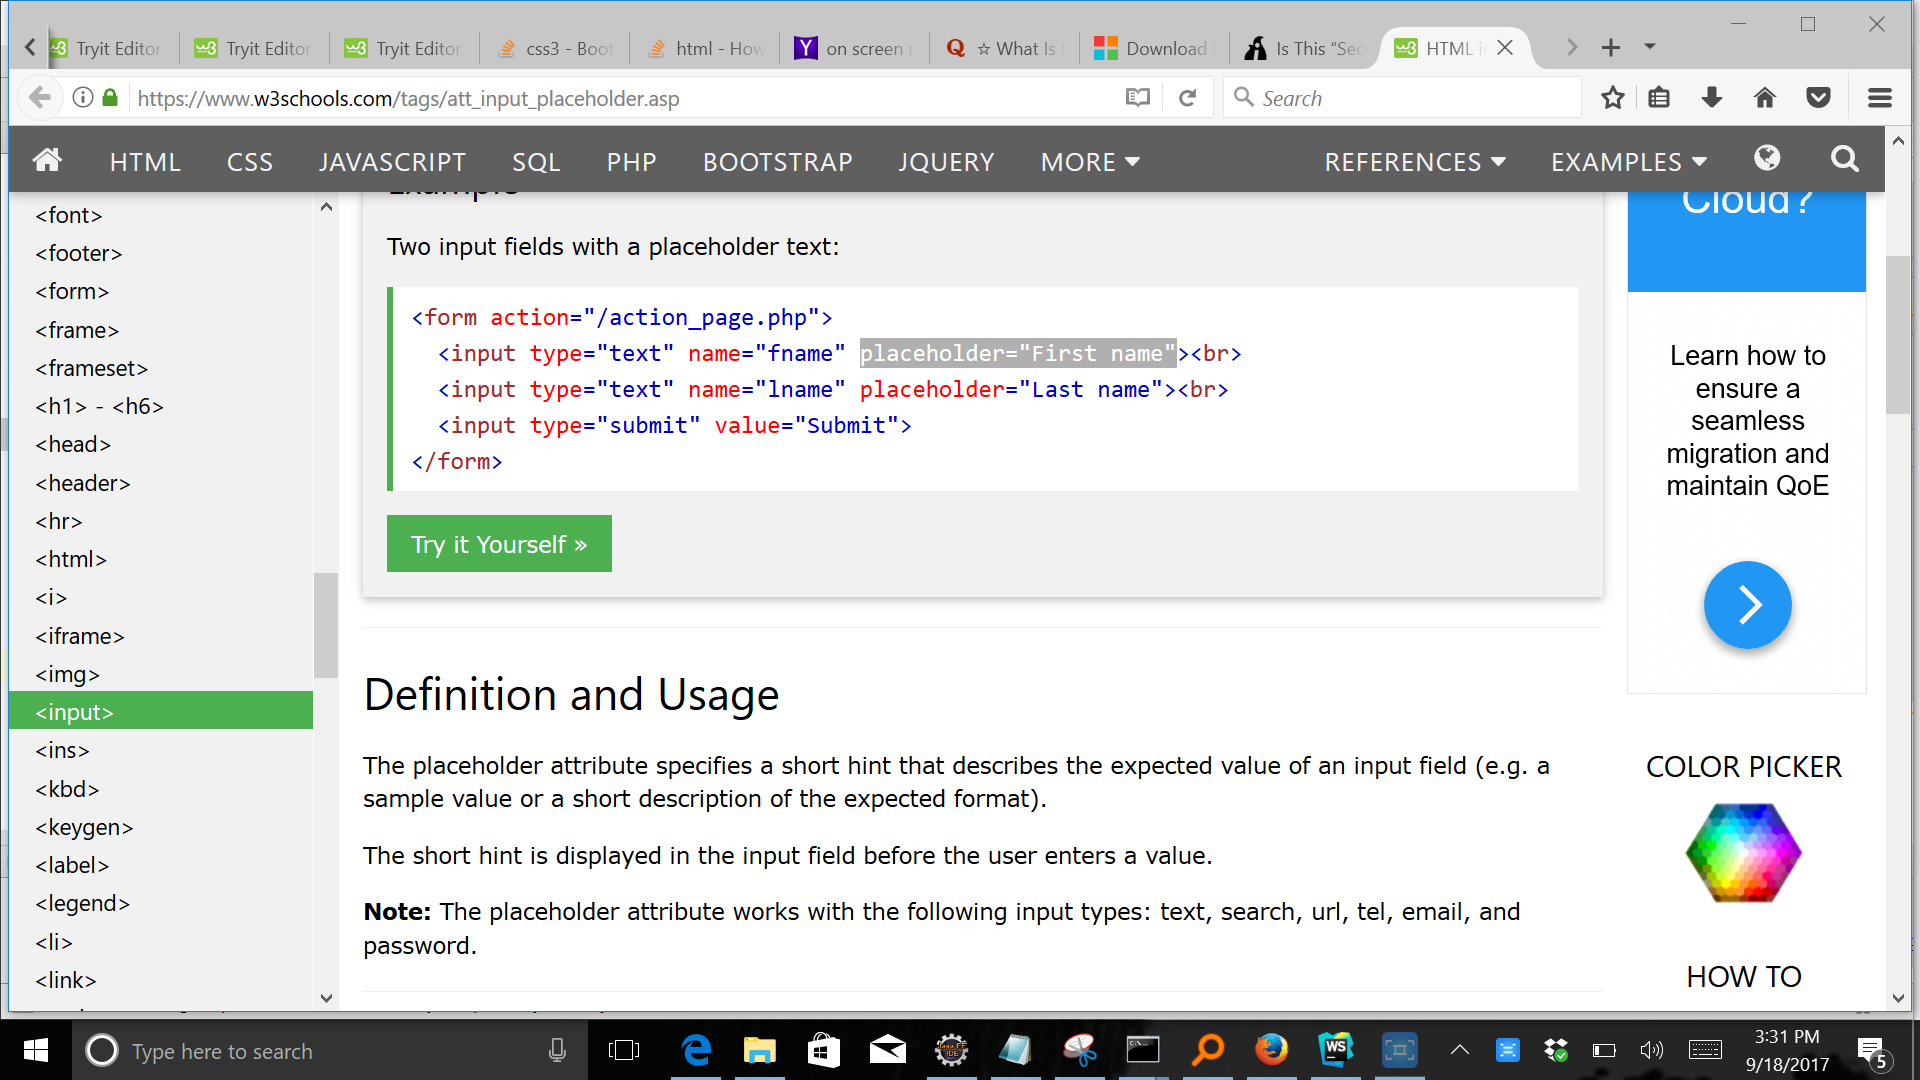 Tryit Editor
Tryit Editor
Tryit Editor
css3 - Boot
html - How
on screen
☆ What Is
Download
Is This "Sec
HTML
https://www.w3schools.com/tags/att_input_placeholder.asp
Search
HTML CSS JAVASCRIPT SQL PHP BOOTSTRAP JQUERY MORE REFERENCES EXAMPLES
<font>
<footer>
<form>
<frame>
<frameset>
<h1> - <h6>
<head>
<header>
<hr>
<html>
<i>
<iframe>
<img>
<input>
<ins>
<kbd>
<keygen>
<label>
<legend>
<li>
<link>
Example
Two input fields with a placeholder text:
<form action="/action_page.php">
<input type="text" name="fname" placeholder="First name"><br>
<input type="text" name="lname" placeholder="Last name"><br>
<input type="submit" value="Submit">
</form>
Try it Yourself »
Definition and Usage
The placeholder attribute specifies a short hint that describes the expected value of an input field (e.g. a
sample value or a short description of the expected format).
The short hint is displayed in the input field before the user enters a value.
Note: The placeholder attribute works with the following input types: text, search, url, tel, email, and
password.
Cloud?
Learn how to
ensure a
seamless
migration and
maintain QoE
COLOR PICKER
HOW TO
Type here to search
WS
3:31 PM
9/18/2017
5